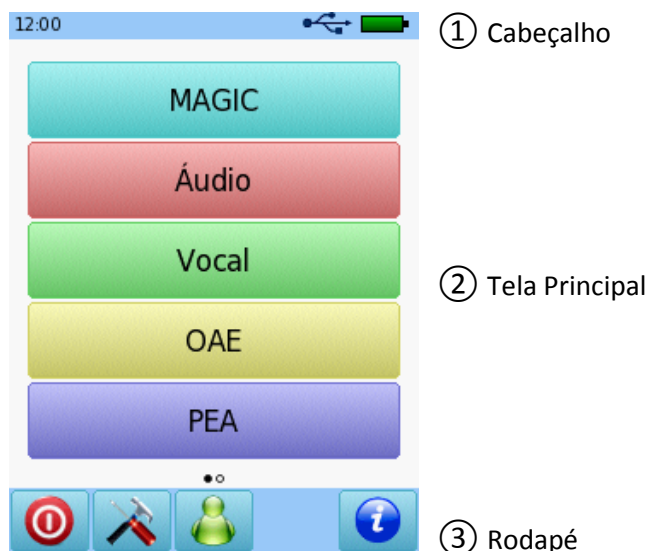 12:00
① Cabeçalho
MAGIC
Áudio
Vocal
② Tela Principal
OAE
PEA
③ Rodapé